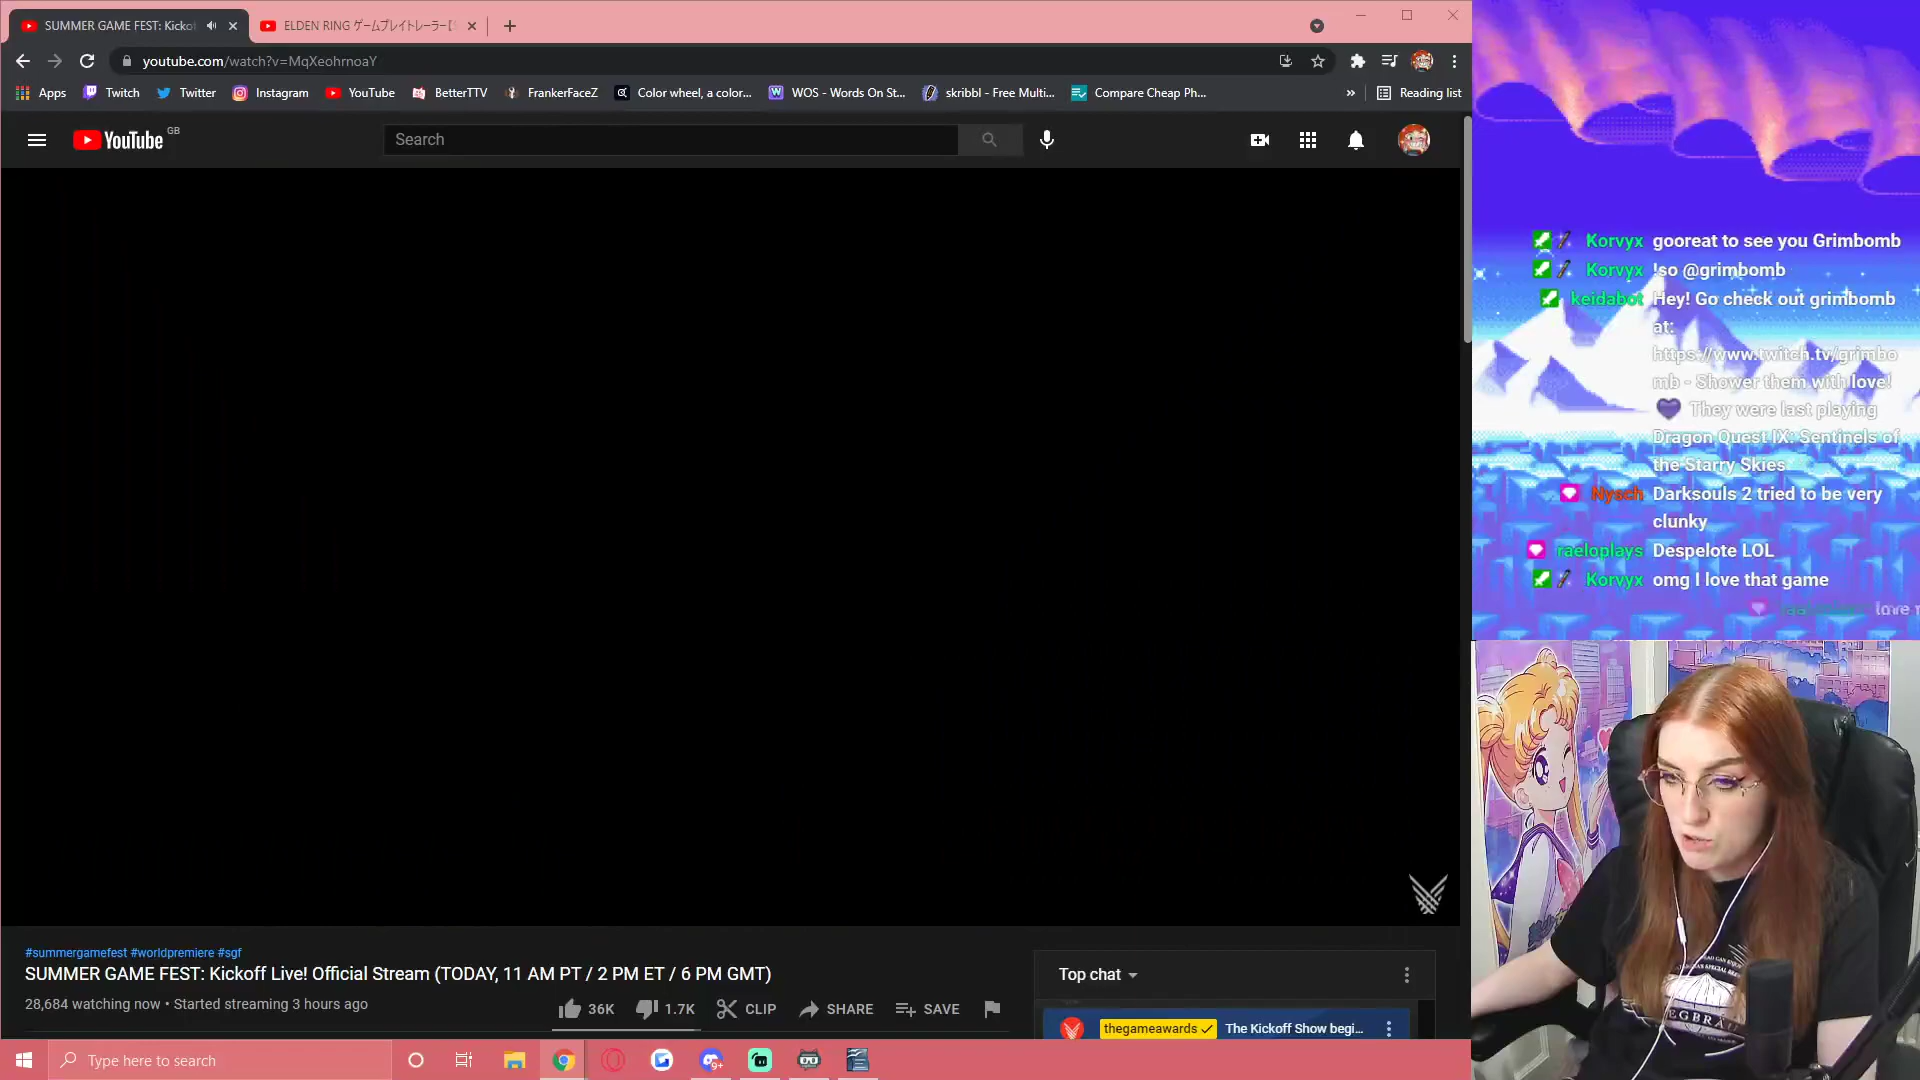 SUMMER GAME FEST: Kicko
ELDEN RING ゲームプレイトレーラー
youtube.com/watch?v=MqXeohrnoaY
Apps
Twitch
Twitter
Instagram
YouTube
BetterTTV
FrankerFaceZ
Color wheel, a color...
WOS - Words On St...
skribbl - Free Multi...
Compare Cheap Ph...
»
Reading list
YouTube GB
Search
Korvyx gooreat to see you Grimbomb
Korvyx !so @grimbomb
keidabot Hey! Go check out grimbomb
at:
https://www.twitch.tv/grimbo
mb - Shower them with love!
They were last playing
Dragon Quest IX: Sentinels of
the Starry Skies
Nysch Darksouls 2 tried to be very
clunky
raeloplays Despelote LOL
Korvyx omg I love that game
#summergamefest #worldpremiere #sgf
SUMMER GAME FEST: Kickoff Live! Official Stream (TODAY, 11 AM PT / 2 PM ET / 6 PM GMT)
28,684 watching now • Started streaming 3 hours ago
36K
1.7K
CLIP
SHARE
SAVE
Top chat
thegameawards The Kickoff Show begi...
Type here to search
9+